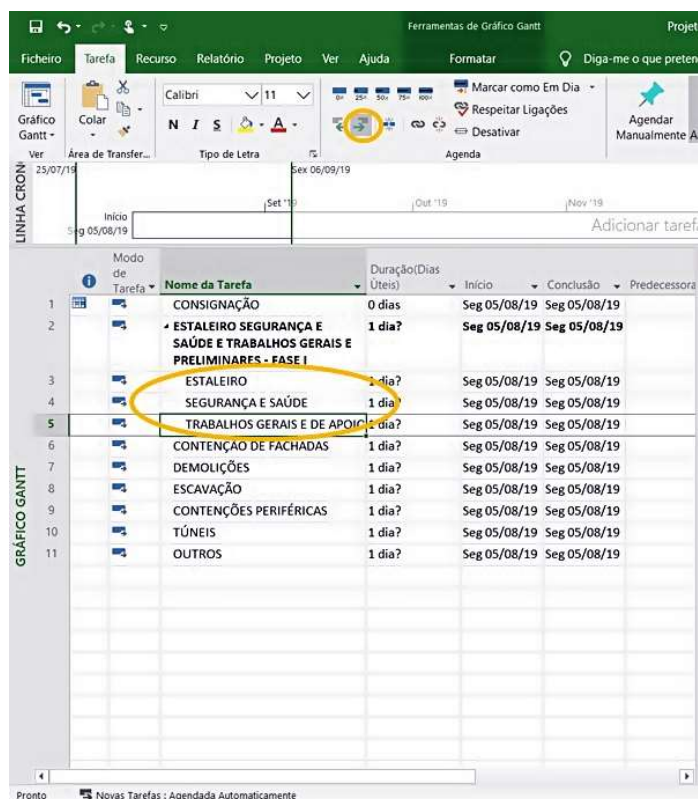 Ferramentas de Gráfico Gantt Projet
Ficheiro Tarefa Recurso Relatório Projeto Ver Ajuda Formatar Diga-me o que preten
Gráfico Gantt
Colar
Calibri 11
N I S A
0% 25% 50% 75% 100%
Marcar como Em Dia
Respeitar Ligações
Desativar
Agendar Manualmente A
Ver Área de Transfer... Tipo de Letra Agenda
LINHA CRON
25/07/19 Sex 06/09/19
Set '19 Out '19 Nov '19
Início
Seg 05/08/19
Adicionar taref
GRÁFICO GANTT
Modo de Tarefa Nome da Tarefa Duração(Dias Úteis) Início Conclusão Predecessora
1 CONSIGNAÇÃO 0 dias Seg 05/08/19 Seg 05/08/19
2 ESTALEIRO SEGURANÇA E 1 dia? Seg 05/08/19 Seg 05/08/19
SAÚDE E TRABALHOS GERAIS E
PRELIMINARES - FASE I
3 ESTALEIRO 1 dia? Seg 05/08/19 Seg 05/08/19
4 SEGURANÇA E SAÚDE 1 dia? Seg 05/08/19 Seg 05/08/19
5 TRABALHOS GERAIS E DE APOIO 1 dia? Seg 05/08/19 Seg 05/08/19
6 CONTENÇÃO DE FACHADAS 1 dia? Seg 05/08/19 Seg 05/08/19
7 DEMOLIÇÕES 1 dia? Seg 05/08/19 Seg 05/08/19
8 ESCAVAÇÃO 1 dia? Seg 05/08/19 Seg 05/08/19
9 CONTENÇÕES PERIFÉRICAS 1 dia? Seg 05/08/19 Seg 05/08/19
10 TÚNEIS 1 dia? Seg 05/08/19 Seg 05/08/19
11 OUTROS 1 dia? Seg 05/08/19 Seg 05/08/19
Pronto Novas Tarefas : Agendada Automaticamente